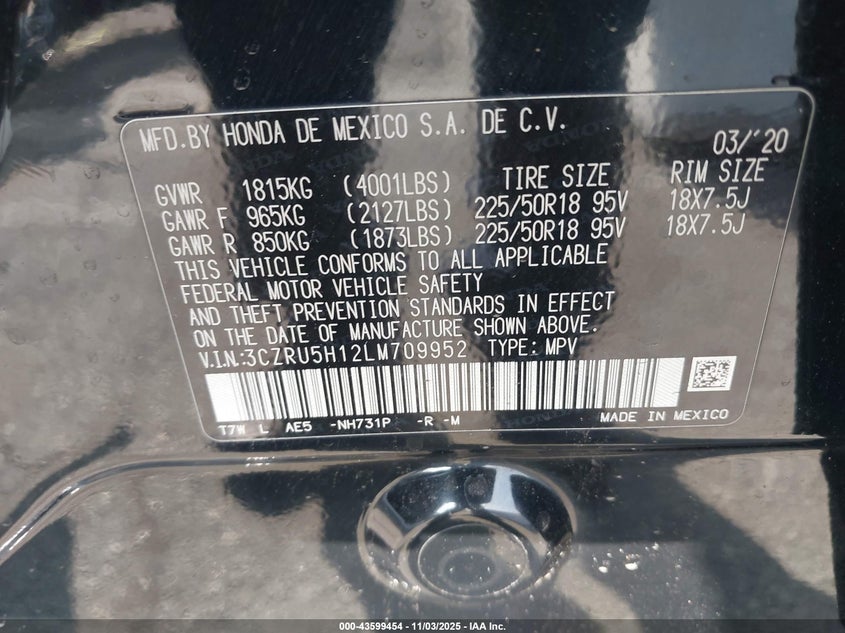 MFD.BY HONDA DE MEXICO S.A. DE C.V.
03/'20
GVWR 1815KG (4001LBS) TIRE SIZE RIM SIZE
GAWR F 965KG (2127LBS) 225/50R18 95V 18X7.5J
GAWR R 850KG (1873LBS) 225/50R18 95V 18X7.5J
THIS VEHICLE CONFORMS TO ALL APPLICABLE
FEDERAL MOTOR VEHICLE SAFETY
AND THEFT PREVENTION STANDARDS IN EFFECT
ON THE DATE OF MANUFACTURE SHOWN ABOVE.
V.I.N.:3CZRU5H12LM709952 TYPE: MPV
T7W L AE5 -NH731P -R -M MADE IN MEXICO
000-43599454 - 11/03/2025 - IAA Inc.